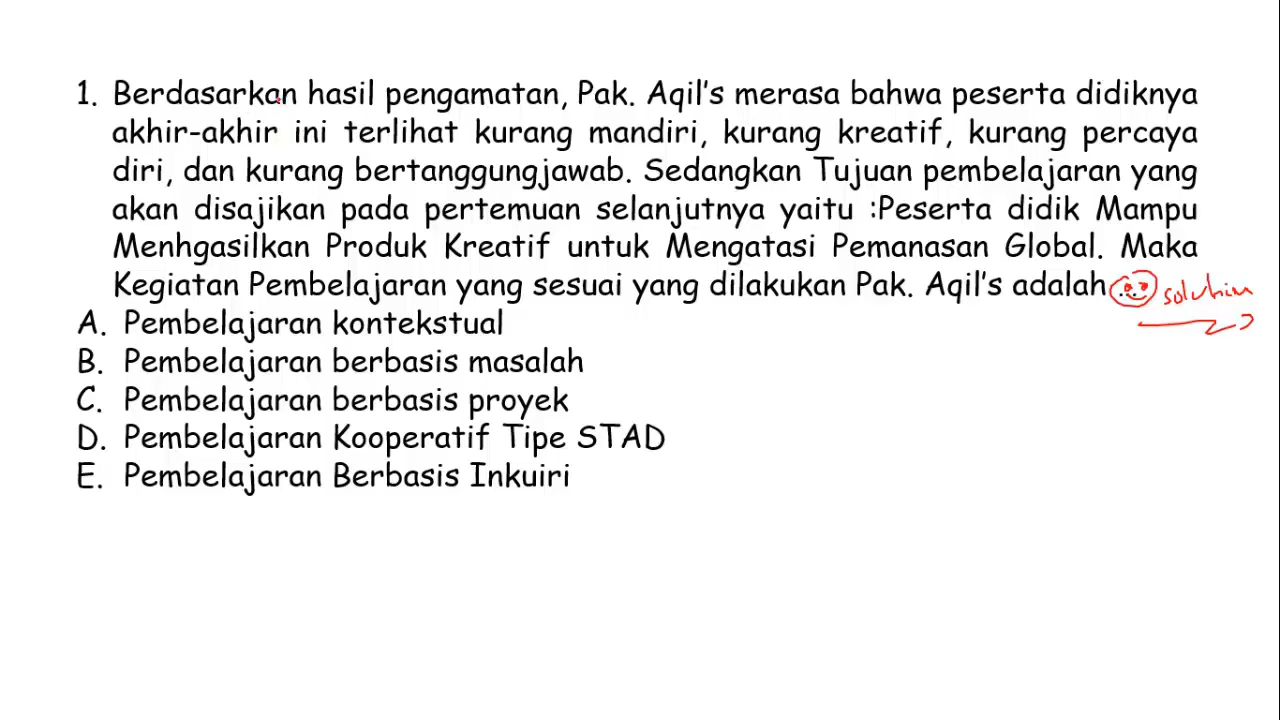 1. Berdasarkan hasil pengamatan, Pak. Aqil's merasa bahwa peserta didiknya
akhir-akhir ini terlihat kurang mandiri, kurang kreatif, kurang percaya
diri, dan kurang bertanggungjawab. Sedangkan Tujuan pembelajaran yang
akan disajikan pada pertemuan selanjutnya yaitu :Peserta didik Mampu
Menhgasilkan Produk Kreatif untuk Mengatasi Pemanasan Global. Maka
Kegiatan Pembelajaran yang sesuai yang dilakukan Pak. Aqil's adalah ...
A. Pembelajaran kontekstual
B. Pembelajaran berbasis masalah
C. Pembelajaran berbasis proyek
D. Pembelajaran Kooperatif Tipe STAD
E. Pembelajaran Berbasis Inkuiri